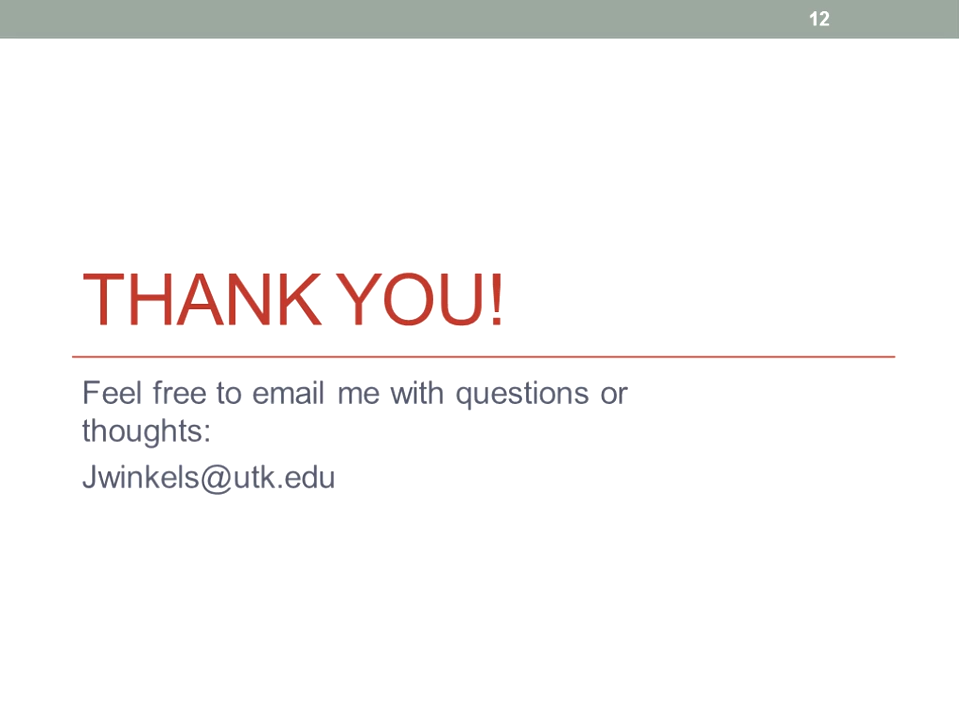 12
THANK YOU!
Feel free to email me with questions or
thoughts:
Jwinkels@utk.edu